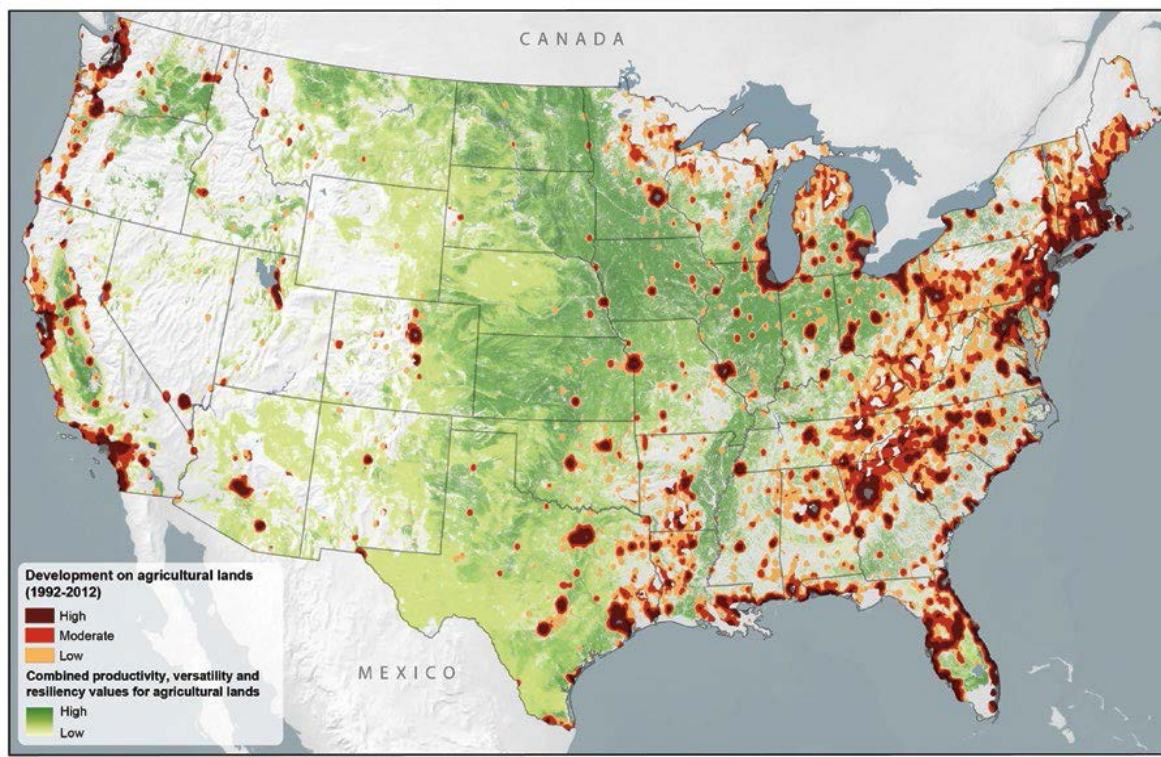 CANADA
MEXICO
Development on agricultural lands
(1992-2012)
High
Moderate
Low
Combined productivity, versatility and
resiliency values for agricultural lands
High
Low